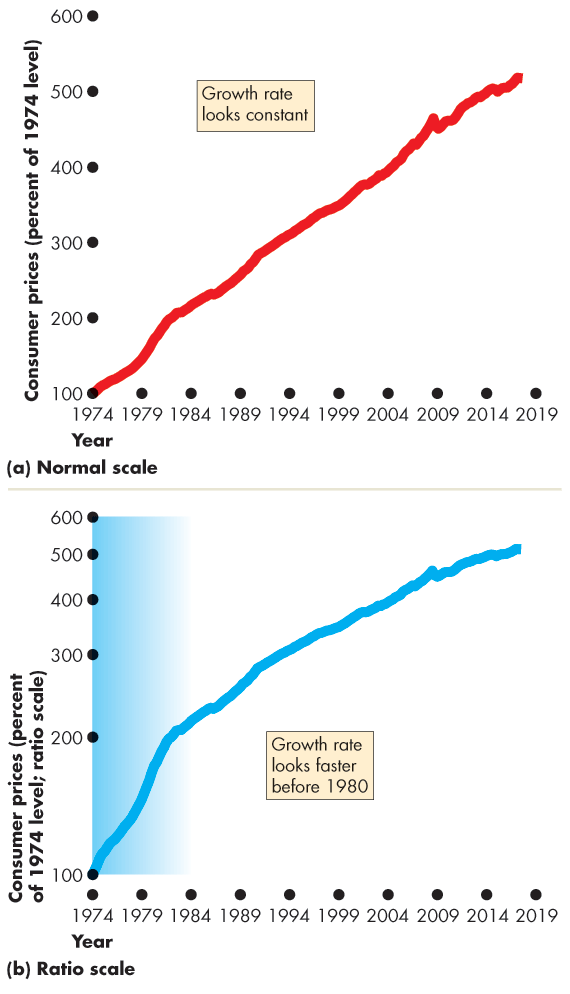 Consumer prices (percent of 1974 level)
600
500
400
300
200
100
Growth rate
looks constant
1974 1979 1984 1989 1994 1999 2004 2009 2014 2019
Year
(a) Normal scale
Consumer prices (percent
of 1974 level; ratio scale)
600
500
400
300
200
100
Growth rate
looks faster
before 1980
1974 1979 1984 1989 1994 1999 2004 2009 2014 2019
Year
(b) Ratio scale